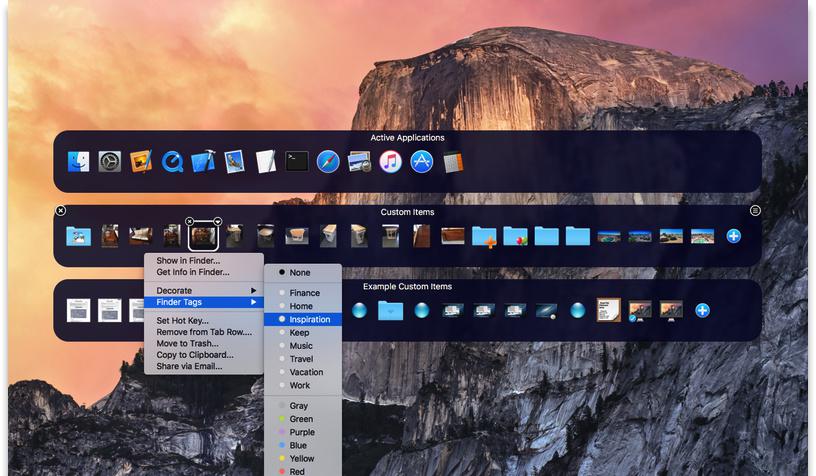 Active Applications
Custom Items
Show in Finder...
Get Info in Finder...
Decorate
Finder Tags
Set Hot Key...
Remove from Tab Row....
Move to Trash...
Copy to Clipboard...
Share via Email...
None
Finance
Home
Inspiration
Keep
Music
Travel
Vacation
Work
Gray
Green
Purple
Blue
Yellow
Red
Example Custom Items